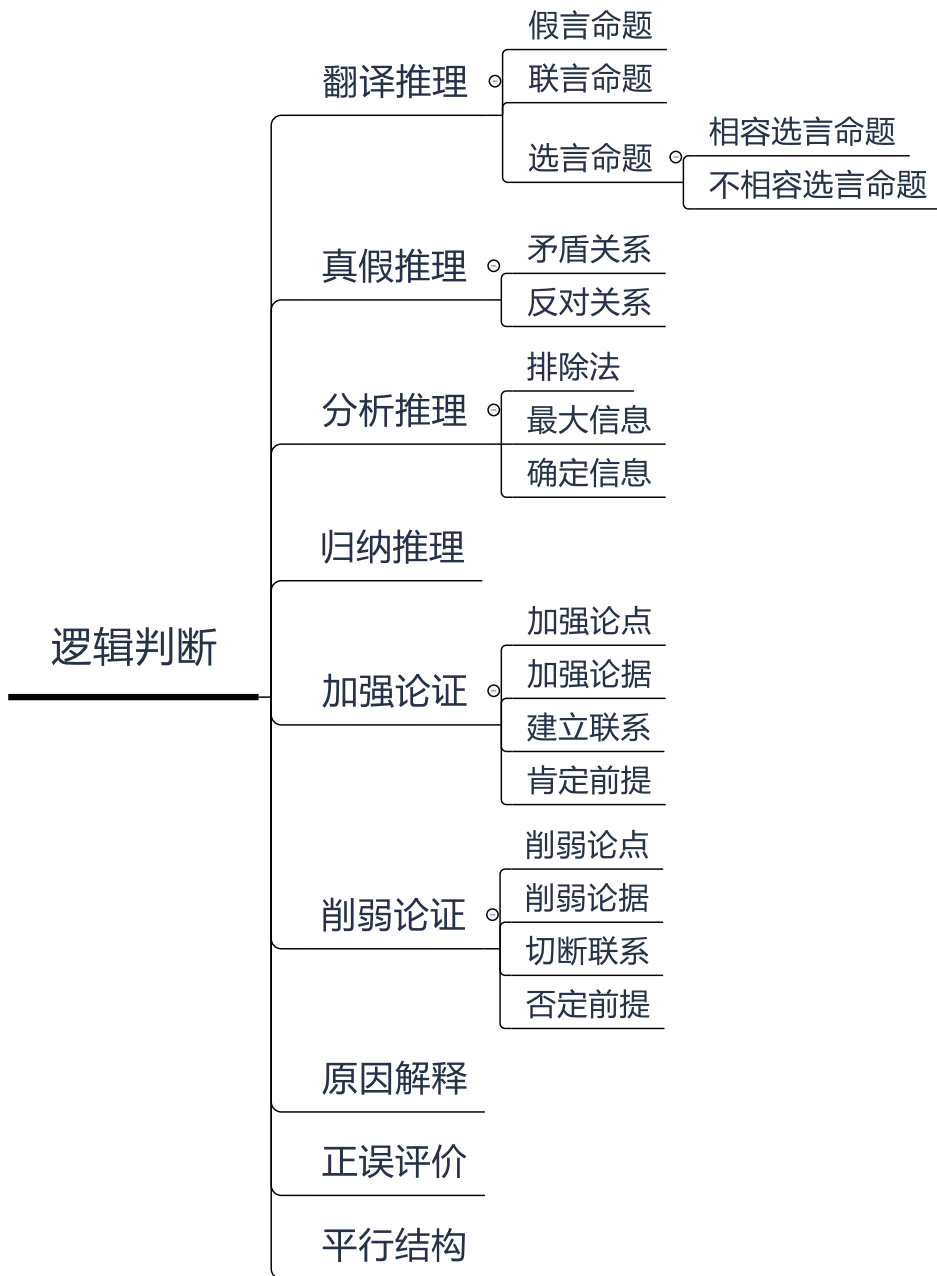 逻辑判断
翻译推理
假言命题
联言命题
选言命题
相容选言命题
不相容选言命题
真假推理
矛盾关系
反对关系
分析推理
排除法
最大信息
确定信息
归纳推理
加强论证
加强论点
加强论据
建立联系
肯定前提
削弱论证
削弱论点
削弱论据
切断联系
否定前提
原因解释
正误评价
平行结构